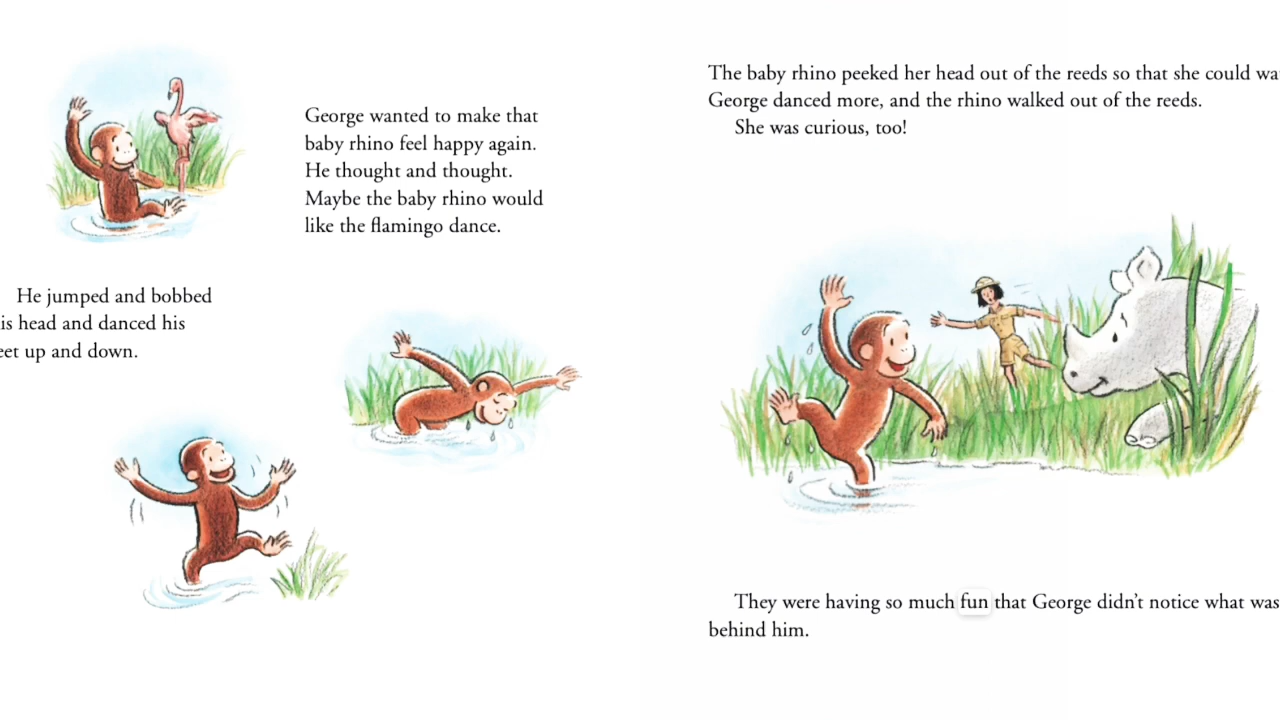 George wanted to make that
baby rhino feel happy again.
He thought and thought.
Maybe the baby rhino would
like the flamingo dance.
He jumped and bobbed
is head and danced his
eet up and down.
The baby rhino peeked her head out of the reeds so that she could wa
George danced more, and the rhino walked out of the reeds.
She was curious, too!
They were having so much fun that George didn’t notice what was
behind him.